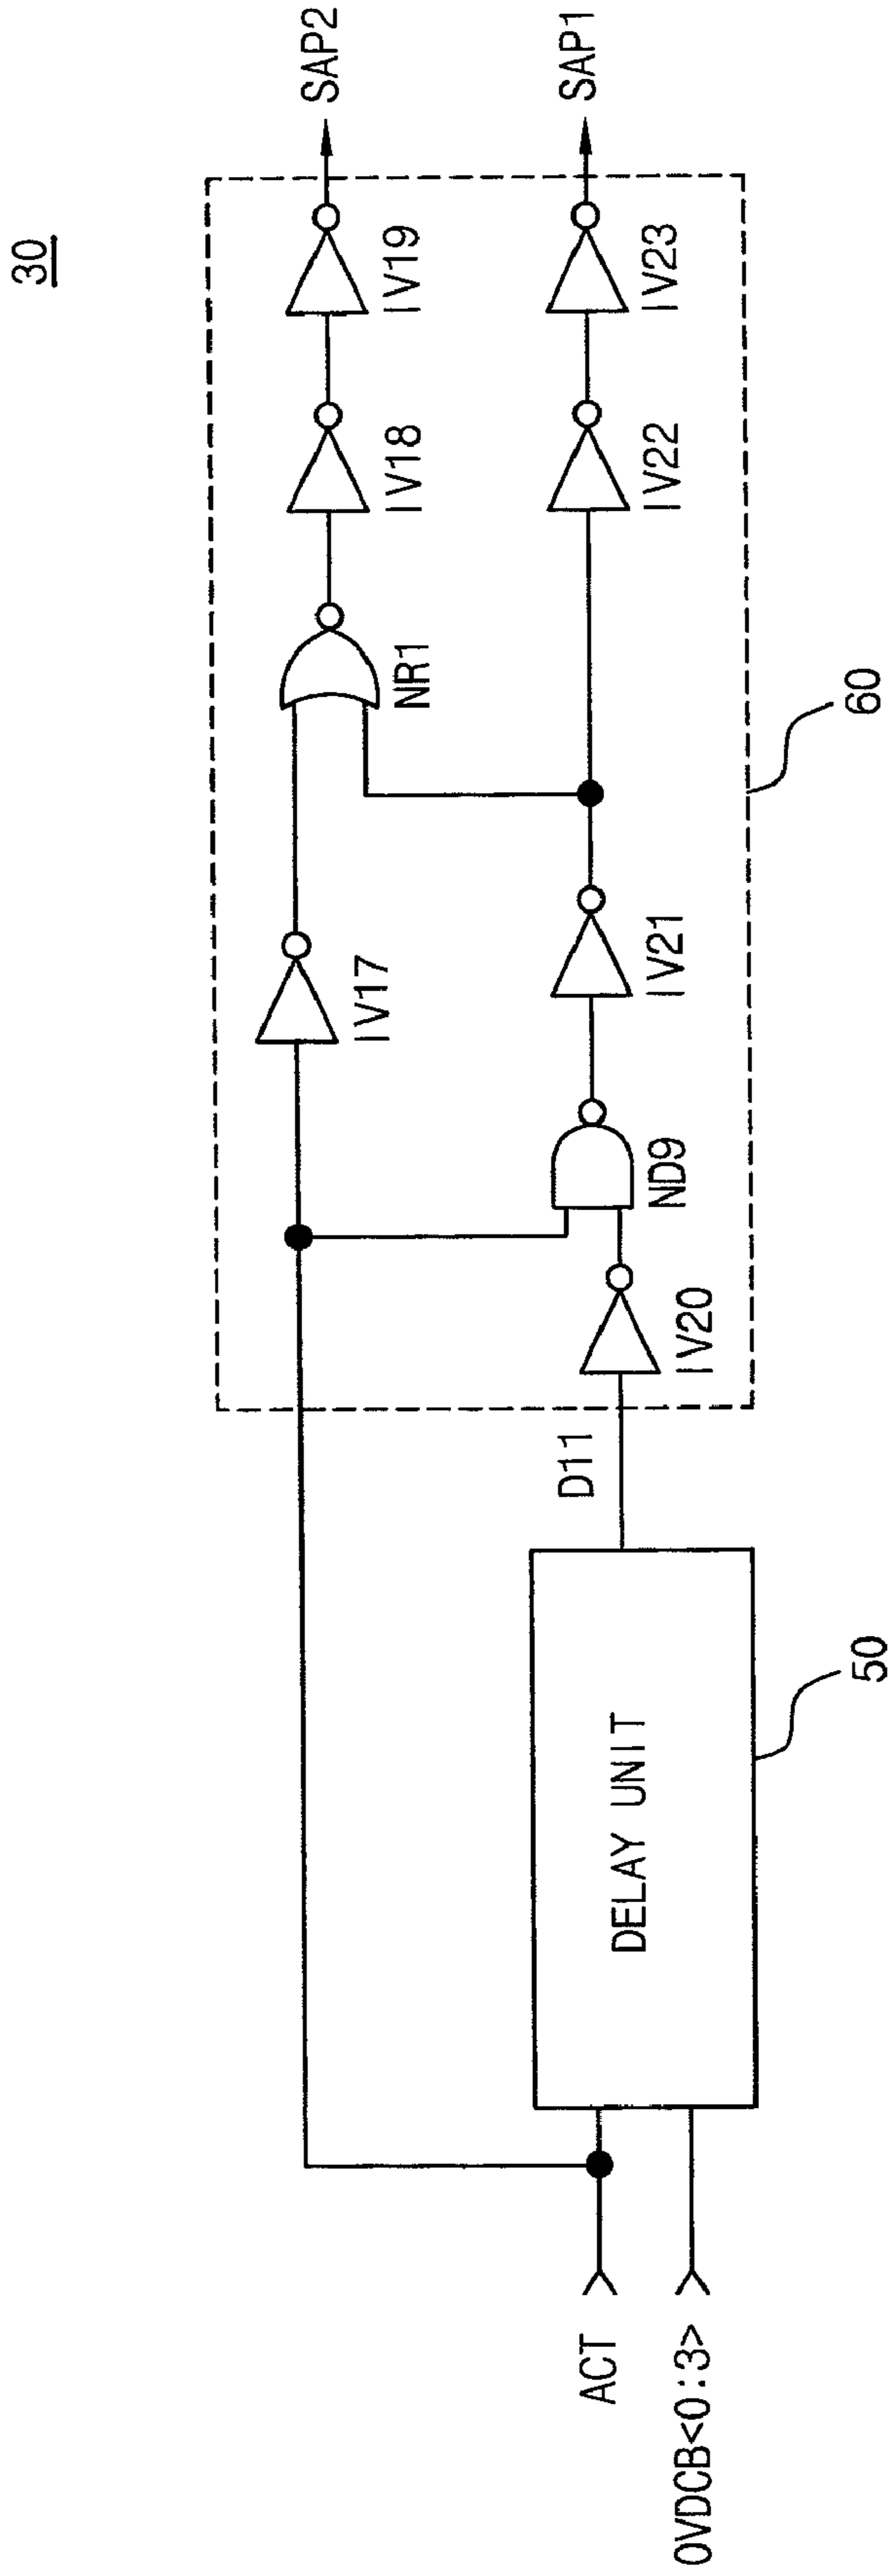 30
ACT
OVDCB<0:3>
DELAY UNIT
50
D11
IV17
IV20
ND9
IV21
NR1
IV18
IV19
SAP2
IV22
IV23
SAP1
60